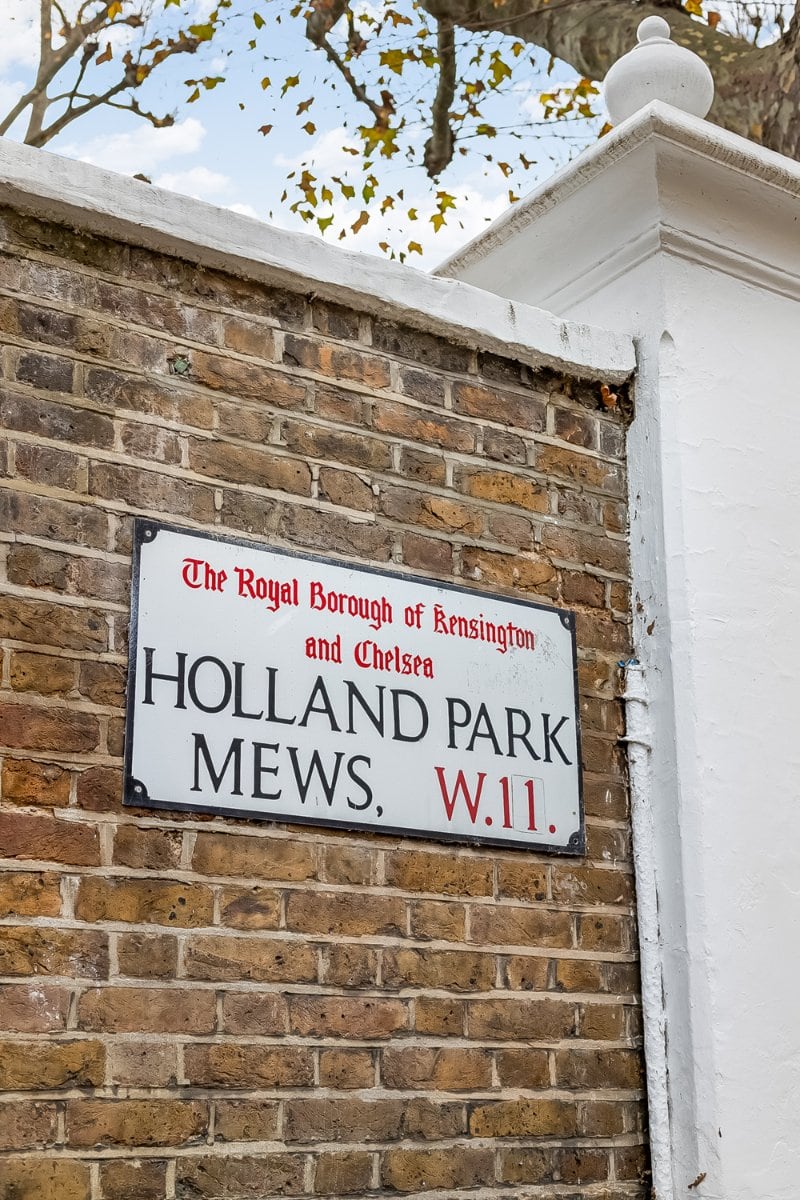 The Royal Borough of Kensington
and Chelsea
HOLLAND PARK
MEWS, W.11.